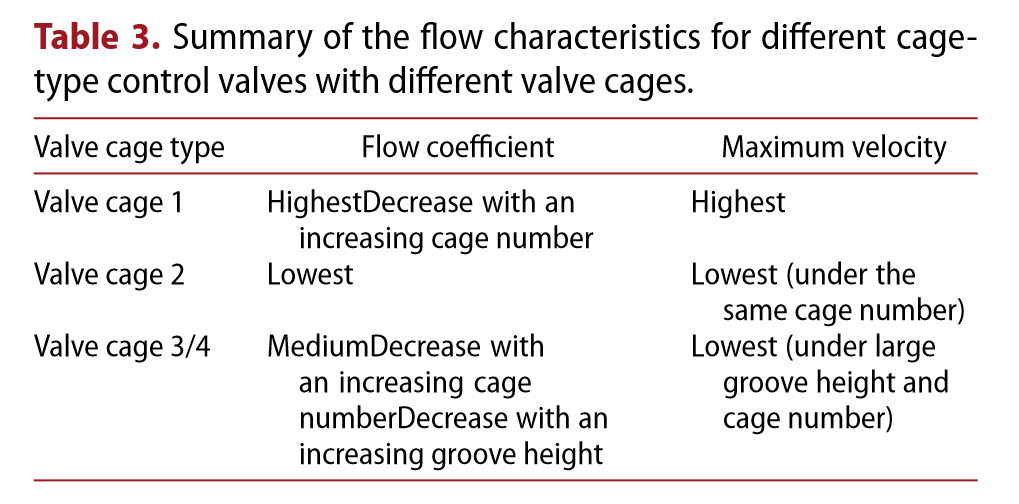 Table 3. Summary of the flow characteristics for different cage-
type control valves with different valve cages.
Valve cage type Flow coefficient Maximum velocity
Valve cage 1 HighestDecrease with an Highest
increasing cage number
Valve cage 2 Lowest Lowest (under the
same cage number)
Valve cage 3/4 MediumDecrease with Lowest (under large
an increasing cage groove height and
numberDecrease with an cage number)
increasing groove height